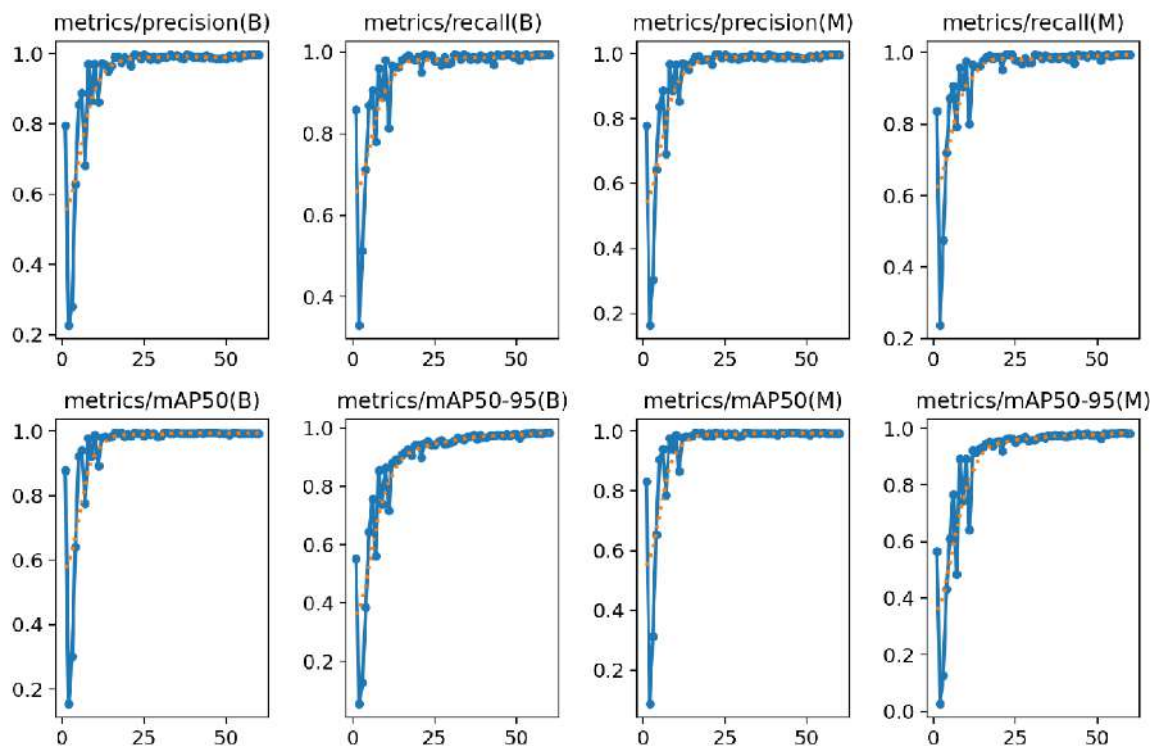 metrics/precision(B) metrics/recall(B) metrics/precision(M) metrics/recall(M)
1.0 1.0 1.0 1.0
0.8 0.8 0.8 0.8
0.6 0.6 0.6 0.6
0.4 0.4 0.4 0.4
0.2 0.2 0.2
0 25 50 0 25 50 0 25 50 0 25 50
metrics/mAP50(B) metrics/mAP50-95(B) metrics/mAP50(M) metrics/mAP50-95(M)
1.0 1.0 1.0 1.0
0.8 0.8 0.8 0.8
0.6 0.6 0.6 0.6
0.4 0.4 0.4 0.4
0.2 0.2 0.2 0.2
0.0
0 25 50 0 25 50 0 25 50 0 25 50